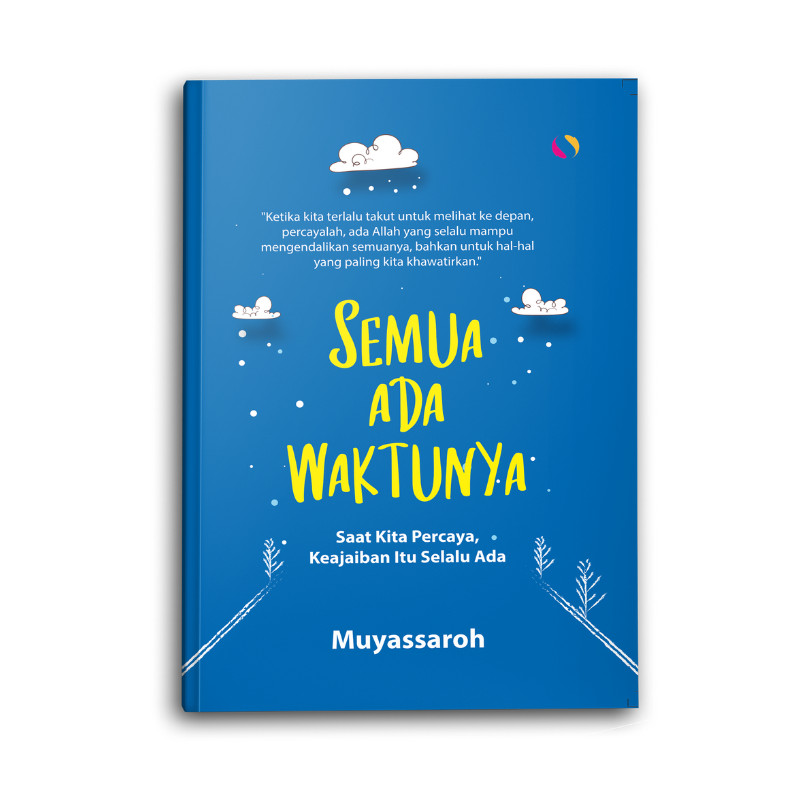 "Ketika kita terlalu takut untuk melihat ke depan,
percayalah, ada Allah yang selalu mampu
mengendalikan semuanya, bahkan untuk hal-hal
yang paling kita khawatirkan."
SEMUA
ADA
WAKTUNYA
Saat Kita Percaya,
Keajaiban Itu Selalu Ada
Muyassaroh